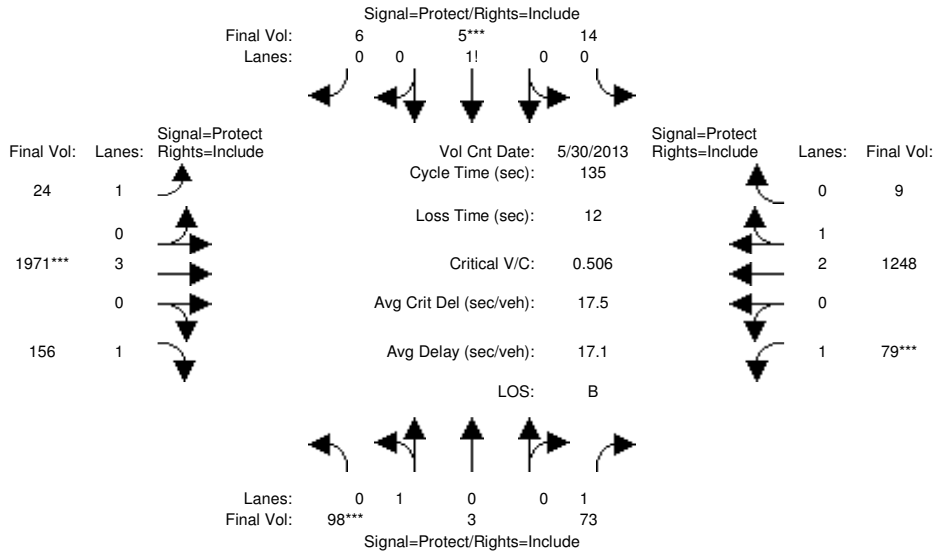 Signal=Protect/Rights=Include
Final Vol: 6 5*** 14
Lanes: 0 0 1! 0 0
Signal=Protect
Final Vol: Lanes: Rights=Include
Vol Cnt Date: 5/30/2013
Signal=Protect
Rights=Include Lanes: Final Vol:
Cycle Time (sec): 135
24 1
0 9
Loss Time (sec): 12
0
1
1971*** 3
Critical V/C: 0.506
2 1248
0
Avg Crit Del (sec/veh): 17.5
0
156 1
Avg Delay (sec/veh): 17.1
1 79***
LOS: B
Lanes: 0 1 0 0 1
Final Vol: 98*** 3 73
Signal=Protect/Rights=Include